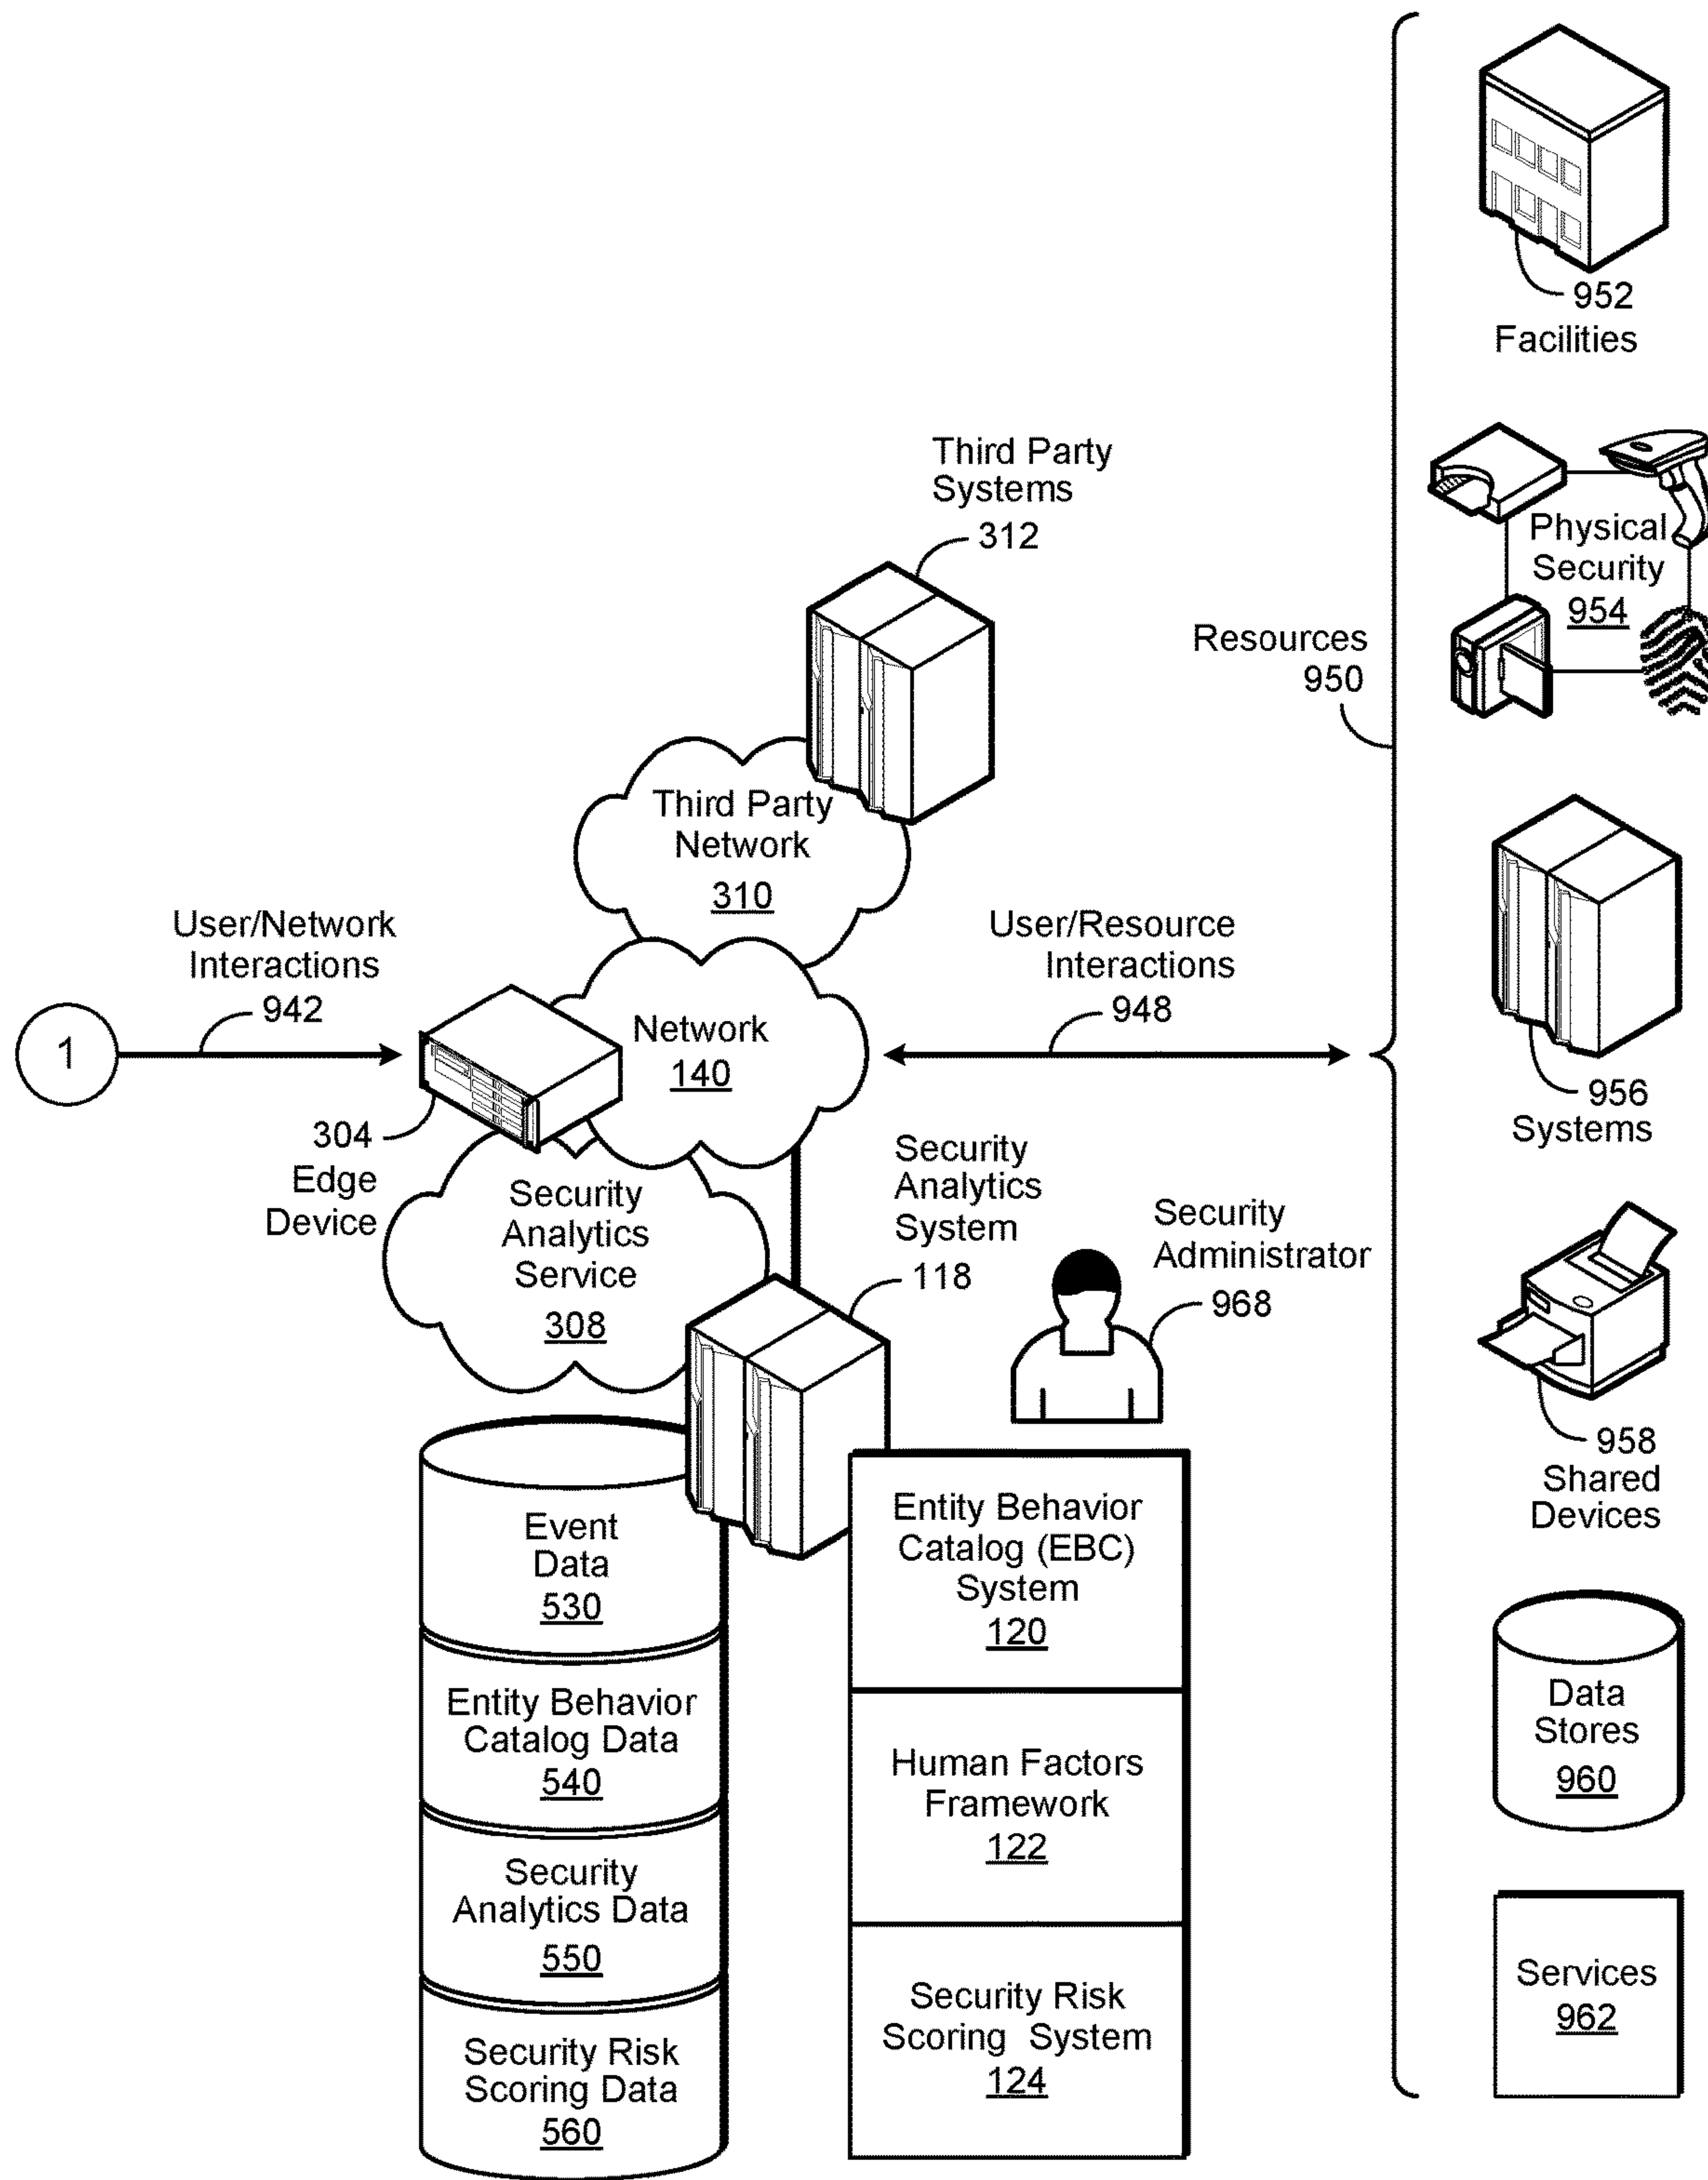 952
Facilities
Third Party
Systems
312
Physical
Security
954
Resources
950
Third Party
Network
310
User/Network
Interactions
942
User/Resource
Interactions
948
1
Network
140
956
Systems
304
Edge
Device
Security
Analytics
Service
308
Security
Analytics
System
118
Security
Administrator
968
958
Shared
Devices
Event
Data
530
Entity Behavior
Catalog Data
540
Security
Analytics Data
550
Security Risk
Scoring Data
560
Entity Behavior
Catalog (EBC)
System
120
Human Factors
Framework
122
Security Risk
Scoring System
124
Data
Stores
960
Services
962